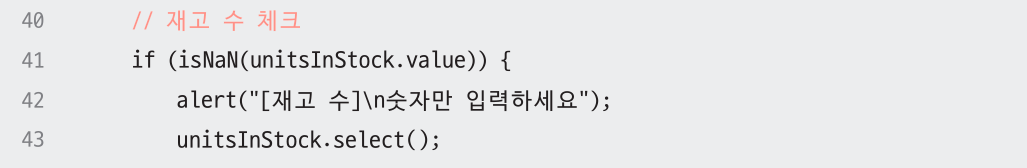 40 // 재고 수 체크
41 if (isNaN(unitsInStock.value)) {
42 alert("[재고 수]\n숫자만 입력하세요");
43 unitsInStock.select();